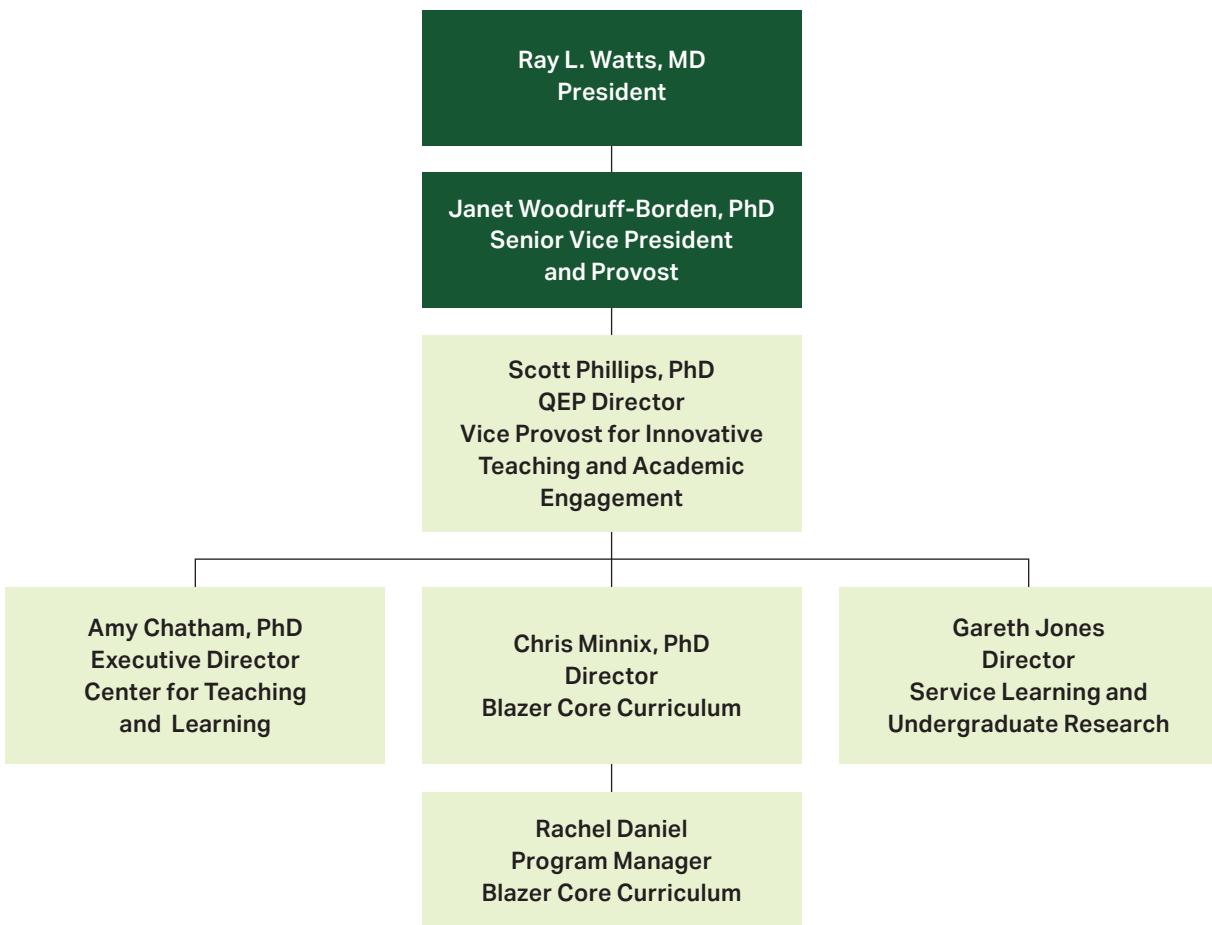 Ray L. Watts, MD
President
Janet Woodruff-Borden, PhD
Senior Vice President
and Provost
Scott Phillips, PhD
QEP Director
Vice Provost for Innovative
Teaching and Academic
Engagement
Amy Chatham, PhD
Executive Director
Center for Teaching
and Learning
Chris Minnix, PhD
Director
Blazer Core Curriculum
Gareth Jones
Director
Service Learning and
Undergraduate Research
Rachel Daniel
Program Manager
Blazer Core Curriculum